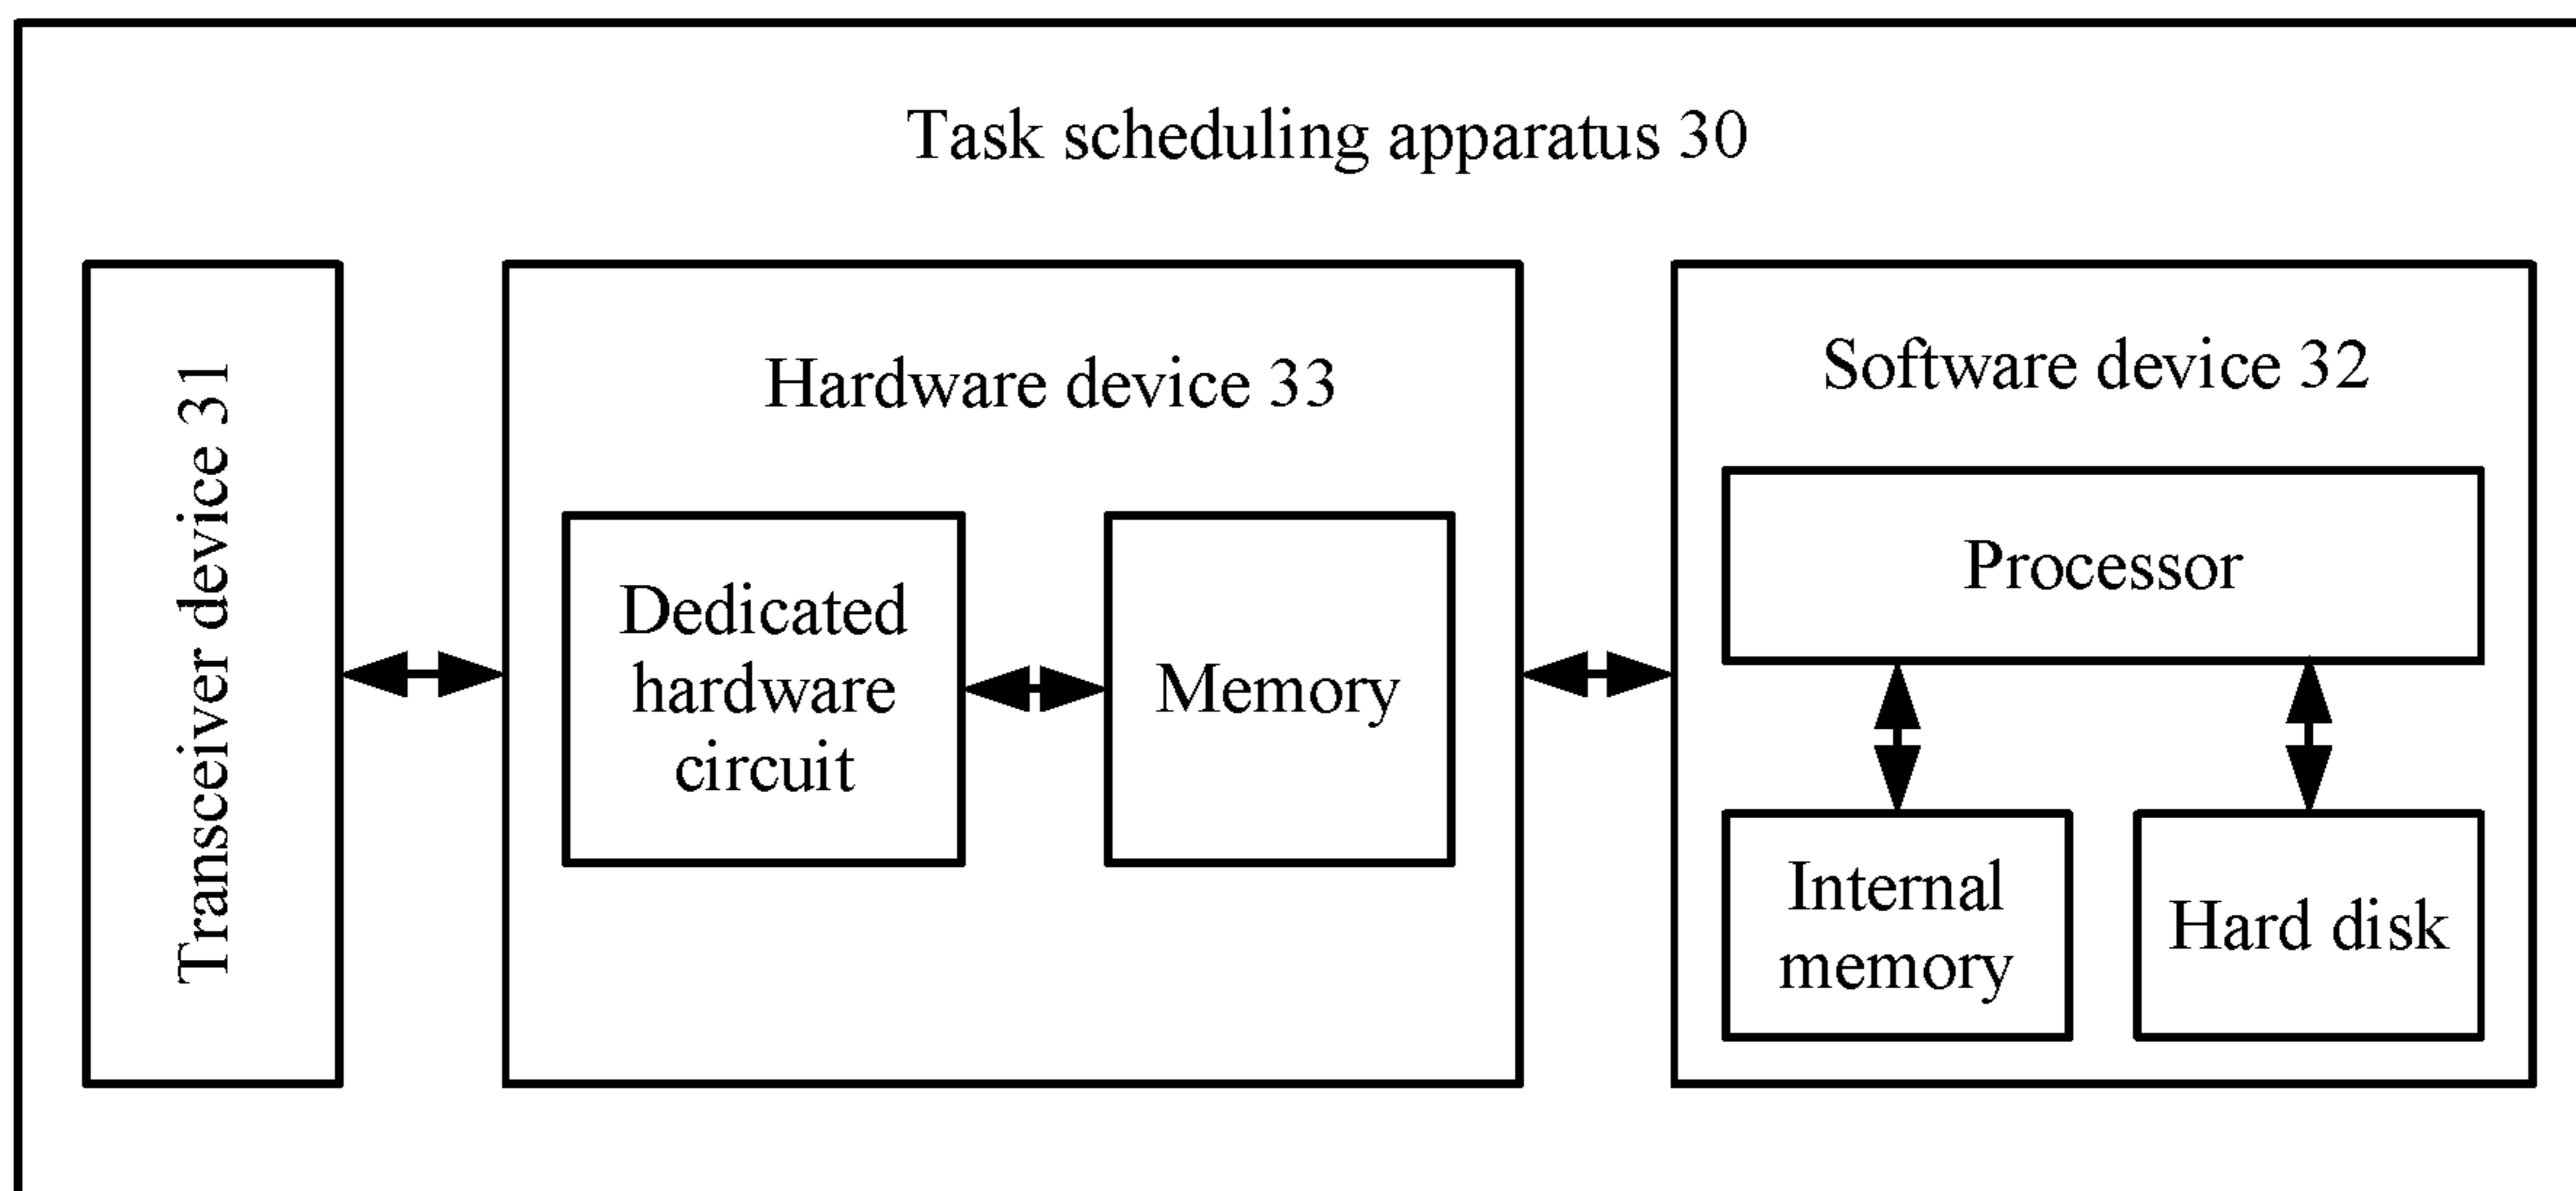 Task scheduling apparatus 30
Transceiver device 31
Hardware device 33
Dedicated
hardware
circuit
Memory
Software device 32
Processor
Internal
memory
Hard disk